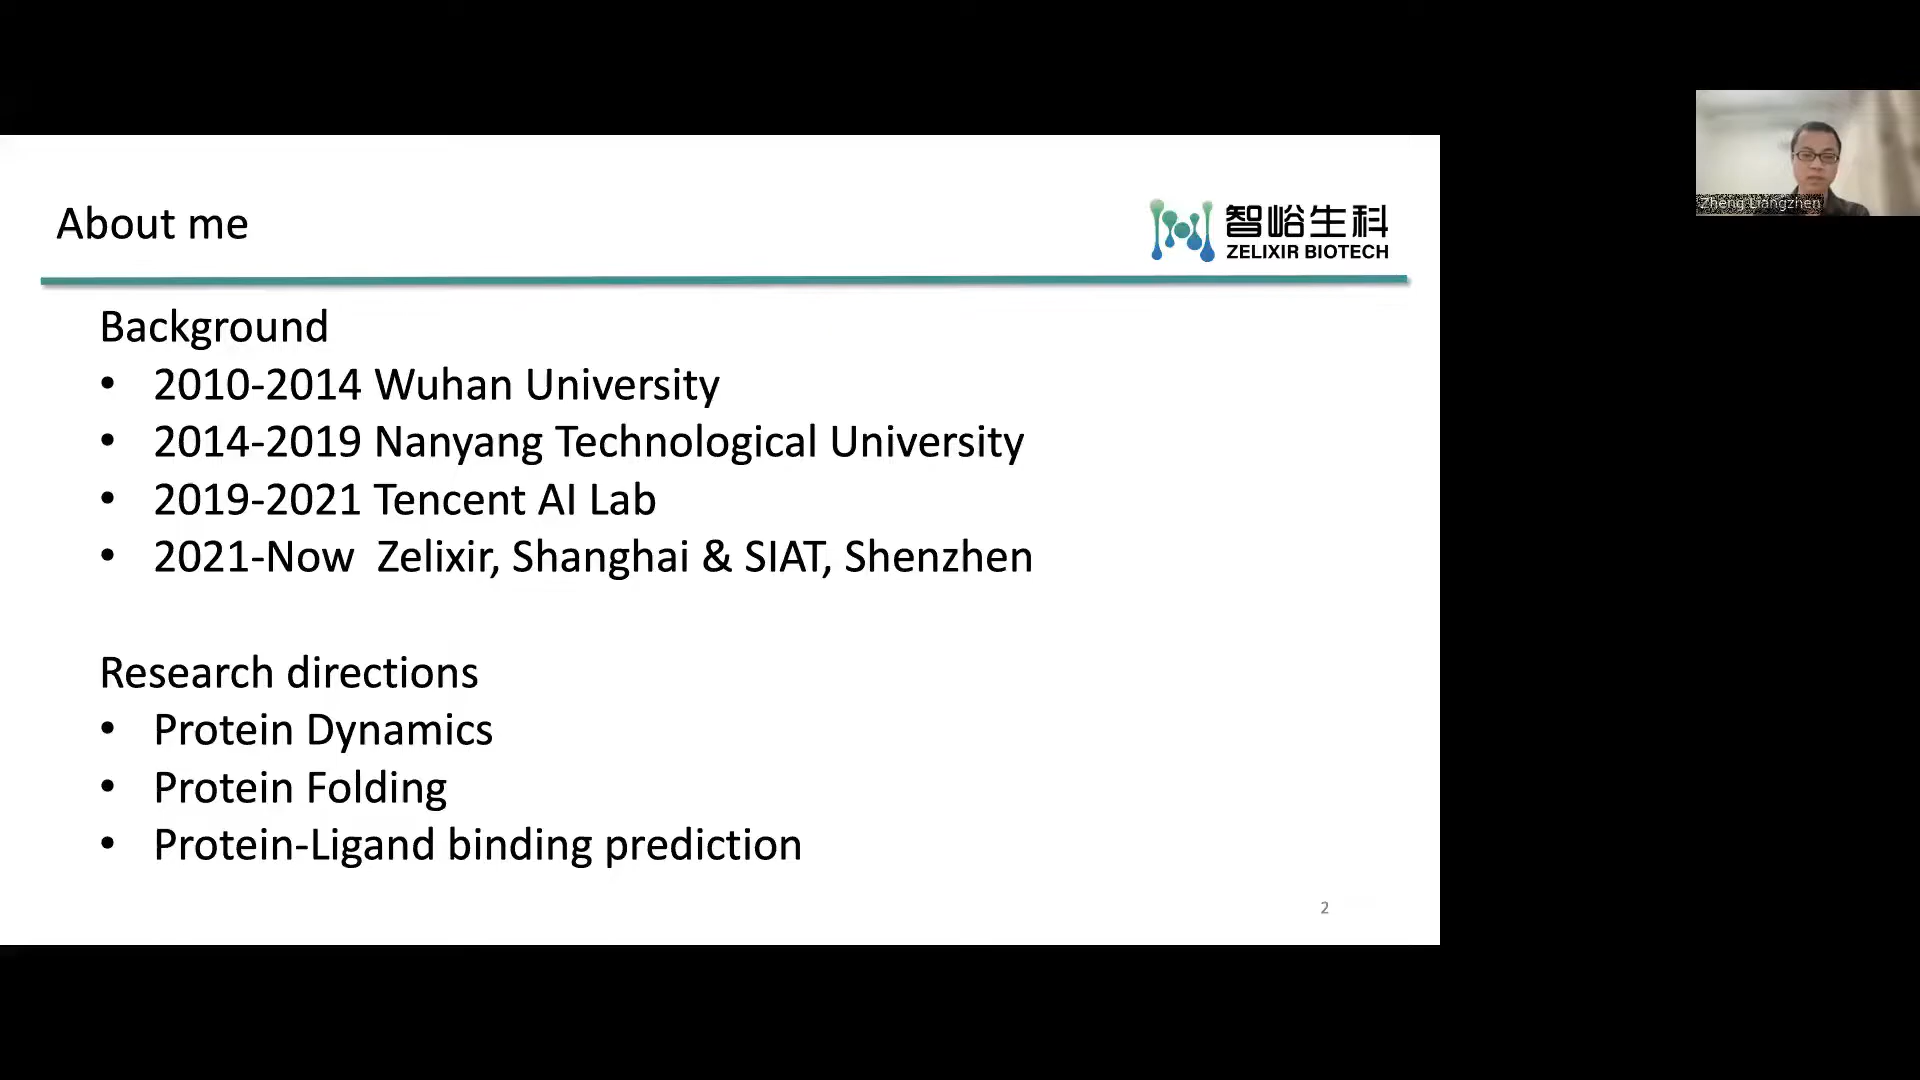 About me
智峪生科
ZELIXIR BIOTECH
Zheng Liangzhen
Background
• 2010-2014 Wuhan University
• 2014-2019 Nanyang Technological University
• 2019-2021 Tencent AI Lab
• 2021-Now Zelixir, Shanghai & SIAT, Shenzhen
Research directions
• Protein Dynamics
• Protein Folding
• Protein-Ligand binding prediction
2